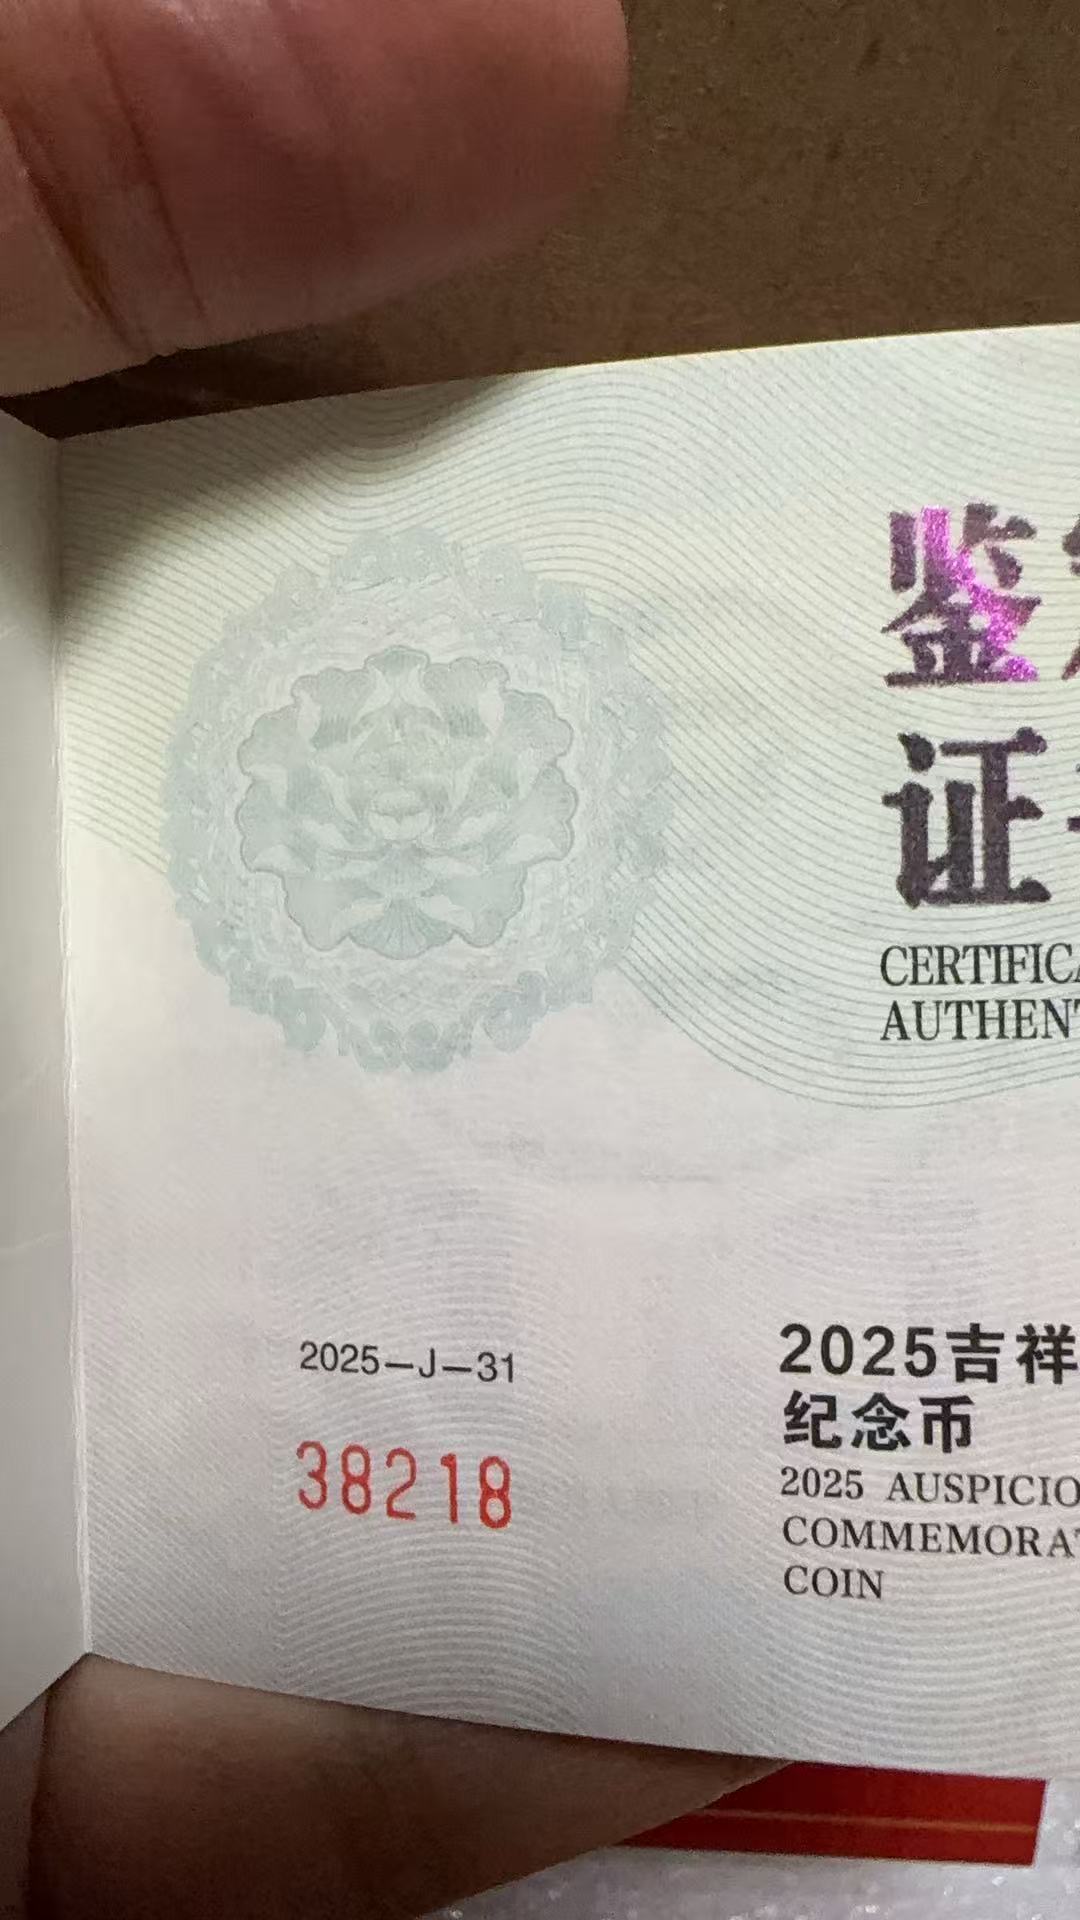 鉴
证
CERTIFICA
AUTHENT
2025-J-31
38218
2025吉祥
纪念币
2025 AUSPICIO
COMMEMORAT
COIN